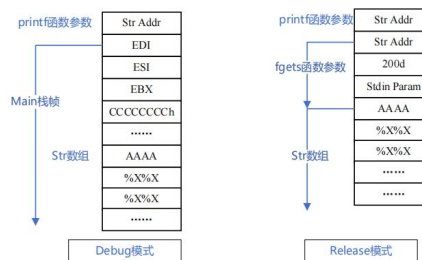 printf函数参数
Str Addr
EDI
ESI
EBX
CCCCCCCCh
Main栈帧
......
Str数组
AAAA
%X%X
%X%X
......
Debug模式
printf函数参数
Str Addr
Str Addr
fgets函数参数
200d
Stdin Param
AAAA
%X%X
Str数组
%X%X
......
......
Release模式